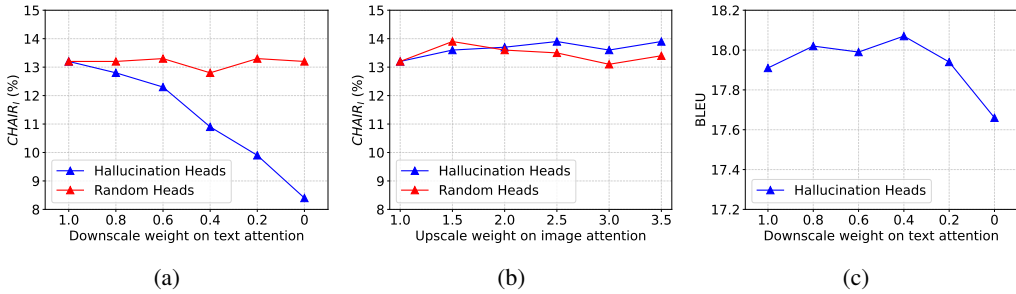 15
14
13
12
11
10
9
8
CHAIR_i (%)
Hallucination Heads
Random Heads
1.0 0.8 0.6 0.4 0.2 0
Downscale weight on text attention
(a)
15
14
13
12
11
10
9
8
CHAIR_i (%)
Hallucination Heads
Random Heads
1.0 1.5 2.0 2.5 3.0 3.5
Upscale weight on image attention
(b)
18.2
18.0
17.8
17.6
17.4
17.2
BLEU
Hallucination Heads
1.0 0.8 0.6 0.4 0.2 0
Downscale weight on text attention
(c)